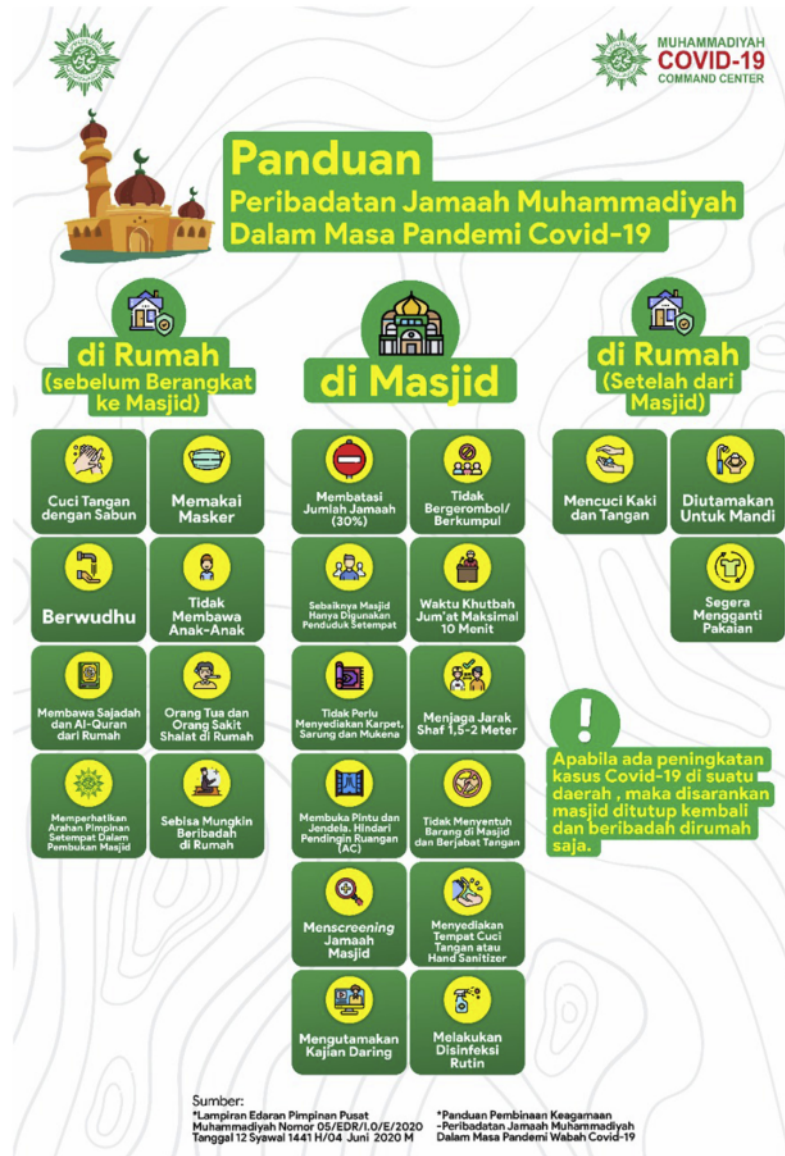 MUHAMMADIYAH
COVID-19
COMMAND CENTER
Panduan
Peribadatan Jamaah Muhammadiyah
Dalam Masa Pandemi Covid-19
di Rumah
(sebelum Berangkat
ke Masjid)
Cuci Tangan
dengan Sabun
Memakai
Masker
Berwudhu
Tidak
Membawa
Anak-Anak
Membawa Sajadah
dan Al-Quran
dari Rumah
Orang Tua dan
Orang Sakit
Shalat di Rumah
Memperhatikan
Arahan Pimpinan
Setempat Dalam
Pembukan Masjid
Sebisa Mungkin
Beribadah
di Rumah
di Masjid
Membatasi
Jumlah Jamaah
(30%)
Tidak
Bergerombol/
Berkumpul
Sebaiknya Masjid
Hanya Digunakan
Penduduk Setempat
Waktu Khutbah
Jum'at Maksimal
10 Menit
Tidak Perlu
Menyediakan Karpet,
Sarung dan Mukena
Menjaga Jarak
Shaf 1,5-2 Meter
Membuka Pintu dan
Jendela. Hindari
Pendingin Ruangan
(AC)
Tidak Menyentuh
Barang di Masjid
dan Berjabat Tangan
Menscreening
Jamaah
Masjid
Menyediakan
Tempat Cuci
Tangan atau
Hand Sanitizer
Mengutamakan
Kajian Daring
Melakukan
Disinfeksi
Rutin
di Rumah
(Setelah dari
Masjid)
Mencuci Kaki
dan Tangan
Diutamakan
Untuk Mandi
Segera
Mengganti
Pakaian
!
Apabila ada peningkatan
kasus Covid-19 di suatu
daerah , maka disarankan
masjid ditutup kembali
dan beribadah dirumah
saja.
Sumber:
*Lampiran Edaran Pimpinan Pusat
Muhammadiyah Nomor 05/EDR/I.0/E/2020
Tanggal 12 Syawal 1441 H/04 Juni 2020 M
*Panduan Pembinaan Keagamaan
-Peribadatan Jamaah Muhammadiyah
Dalam Masa Pandemi Wabah Covid-19